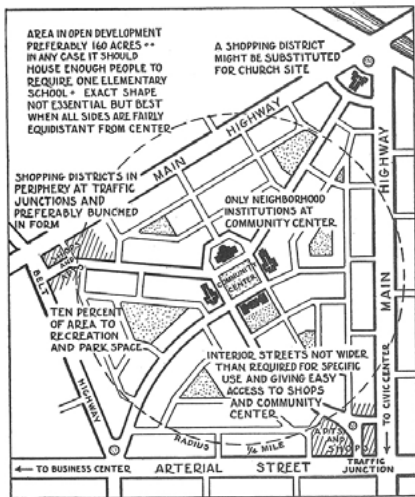 AREA IN OPEN DEVELOPMENT
PREFERABLY 160 ACRES **
IN ANY CASE IT SHOULD
HOUSE ENOUGH PEOPLE TO
REQUIRE ONE ELEMENTARY
SCHOOL * EXACT SHAPE
NOT ESSENTIAL BUT BEST
WHEN ALL SIDES ARE FAIRLY
EQUIDISTANT FROM CENTER
A SHOPPING DISTRICT
MIGHT BE SUBSTITUTED
FOR CHURCH SITE
MAIN HIGHWAY
HIGHWAY
MAIN
TO CIVIC CENTER
SHOPPING DISTRICTS IN
PERIPHERY AT TRAFFIC
JUNCTIONS AND
PREFERABLY BUNCHED
IN FORM
SHOPS AND
ONLY NEIGHBORHOOD
INSTITUTIONS AT
COMMUNITY CENTER
COMMUNITY
CENTER
BELT
HIGHWAY
TEN PERCENT
OF AREA TO
RECREATION
AND PARK SPACE
INTERIOR STREETS NOT WIDER
THAN REQUIRED FOR SPECIFIC
USE AND GIVING EASY
ACCESS TO SHOPS
AND COMMUNITY
CENTER
RADIUS 1/4 MILE
AND
SHOP
TRAFFIC
JUNCTION
TO BUSINESS CENTER ARTERIAL STREET